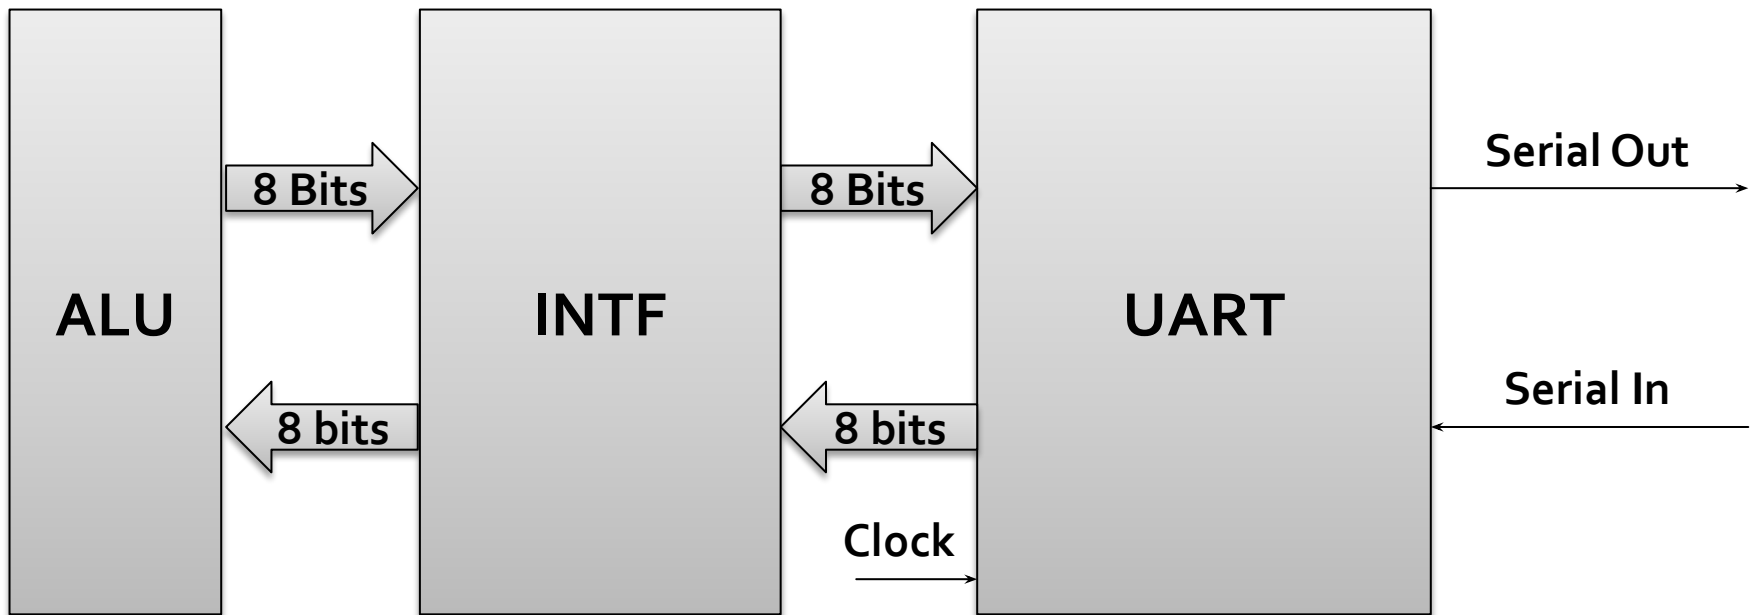 Serial Out
8 Bits
8 Bits
ALU
INTF
UART
Serial In
8 bits
8 bits
Clock